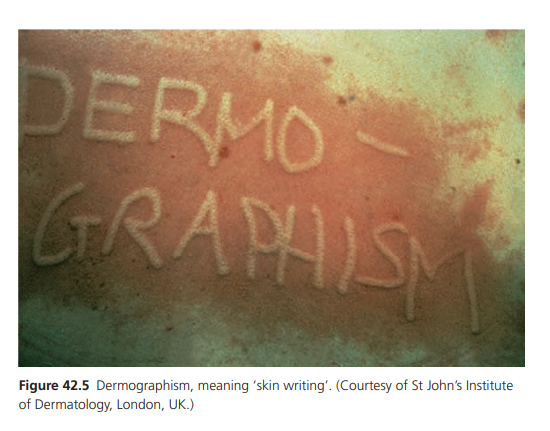 DERMO –
GRAPHISM
Figure 42.5 Dermographism, meaning ‘skin writing’. (Courtesy of St John’s Institute
of Dermatology, London, UK.)